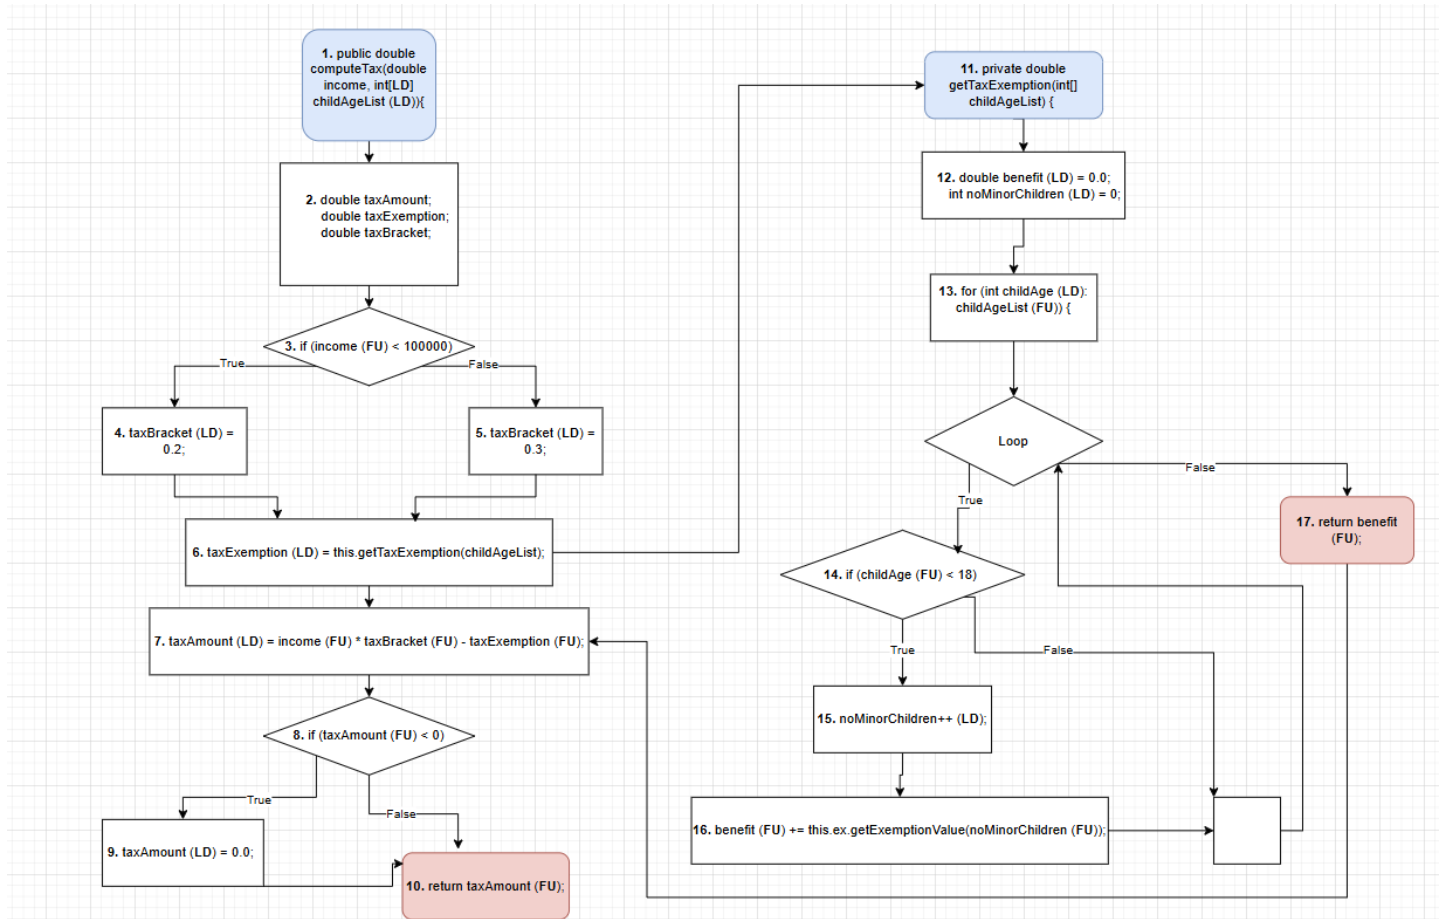 1. public double
computeTax(double
income, int[LD]
childAgeList (LD)){
2. double taxAmount;
double taxExemption;
double taxBracket;
3. if (income (FU) < 100000)
True
False
4. taxBracket (LD) =
0.2;
5. taxBracket (LD) =
0.3;
6. taxExemption (LD) = this.getTaxExemption(childAgeList);
7. taxAmount (LD) = income (FU) * taxBracket (FU) - taxExemption (FU);
8. if (taxAmount (FU) < 0)
True
False
9. taxAmount (LD) = 0.0;
10. return taxAmount (FU);
11. private double
getTaxExemption(int[]
childAgeList) {
12. double benefit (LD) = 0.0;
int noMinorChildren (LD) = 0;
13. for (int childAge (LD):
childAgeList (FU)) {
Loop
True
False
17. return benefit
(FU);
14. if (childAge (FU) < 18)
True
False
15. noMinorChildren++ (LD);
16. benefit (FU) += this.ex.getExemptionValue(noMinorChildren (FU));